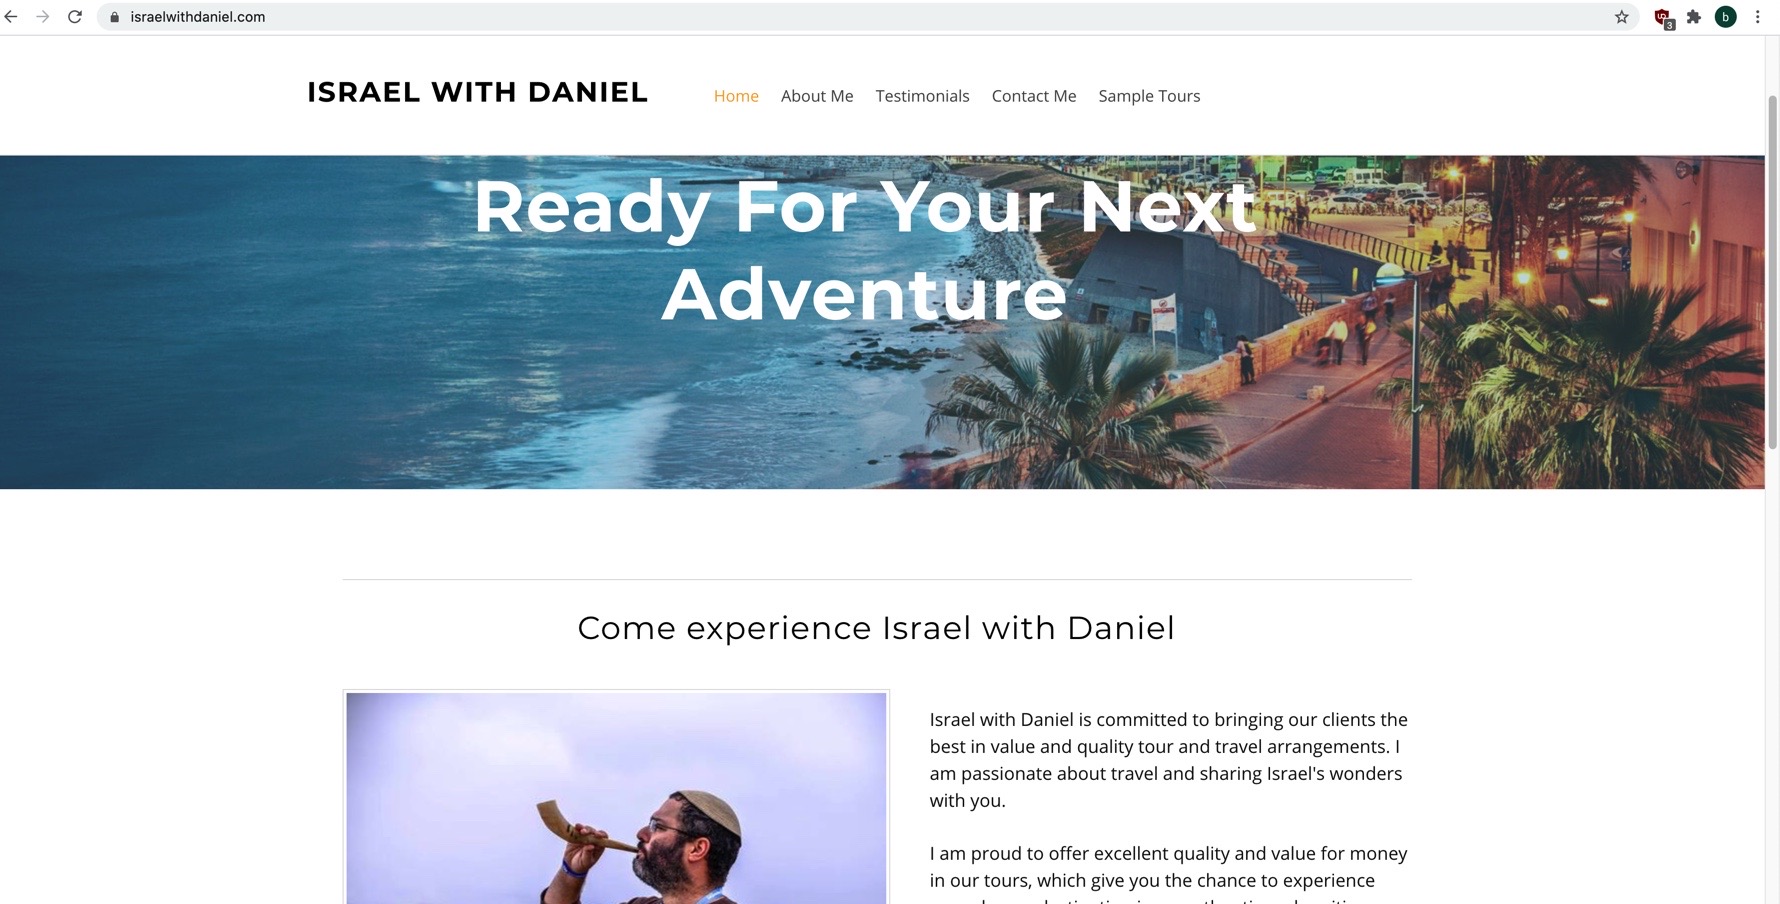 israelwithdaniel.com
3
b
ISRAEL WITH DANIEL
Home About Me Testimonials Contact Me Sample Tours
Ready For Your Next
Adventure
Come experience Israel with Daniel
Israel with Daniel is committed to bringing our clients the
best in value and quality tour and travel arrangements. I
am passionate about travel and sharing Israel's wonders
with you.
I am proud to offer excellent quality and value for money
in our tours, which give you the chance to experience